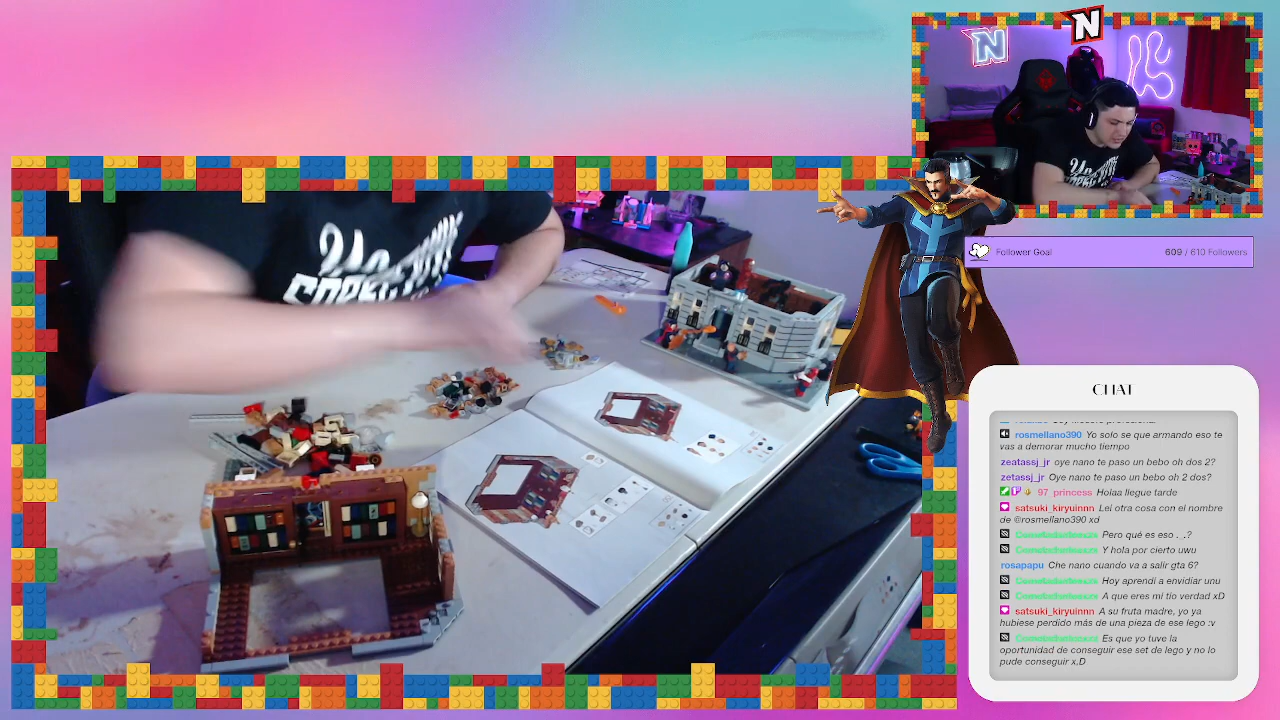 N
N
Follower Goal
609 / 610 Followers
CHAT
rosmellano390 Yo solo se que armando eso te
vas a demorar mucho tiempo
zeatassj_jr oye nano te paso un bebo oh dos 2?
zetassj_jr Oye nano te paso un bebo oh 2 dos?
97_princess Holaa llegue tarde
satsuki_kiryuinnn Lel otra cosa con el nombre
de @rosmellano390 xd
Pero qué es eso . _.?
Y hola por cierto uwu
rosapapu Che nano cuando va a salir gta 6?
Hoy aprendí a envidiar unu
A que eres mi tío verdad xD
satsuki_kiryuinnn A su fruta madre, yo ya
hubiese perdido más de una pieza de ese lego :v
Es que yo tuve la
oportunidad de conseguir ese set de lego y no lo
pude conseguir x,D